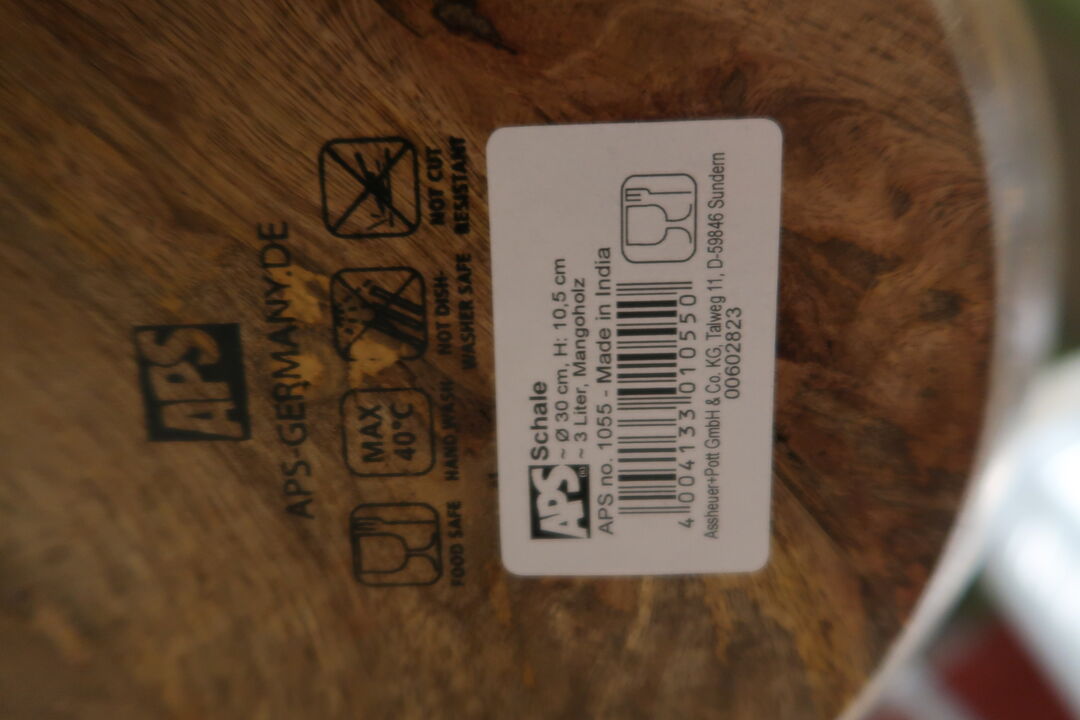 APS
APS-GERMANY.DE
FOOD SAFE
MAX
40°C
HAND WASH
NOT DISH-
WASHER SAFE
NOT CUT
RESISTANT
APS Schale
~ Ø 30 cm, H: 10,5 cm
~ 3 Liter, Mangoholz
APS no. 1055 - Made in India
4 004133 010550
Assheuer+Pott GmbH & Co. KG, Talweg 11, D-59846 Sundern
00602823